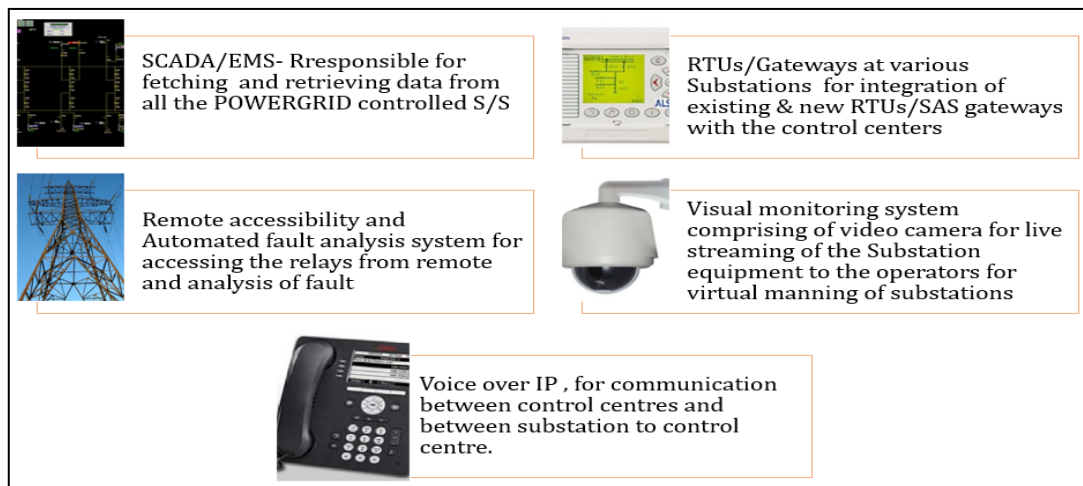 SCADA/EMS- Rresponsible for
fetching and retrieving data from
all the POWERGRID controlled S/S
RTUs/Gateways at various
Substations for integration of
existing & new RTUs/SAS gateways
with the control centers
Remote accessibility and
Automated fault analysis system for
accessing the relays from remote
and analysis of fault
Visual monitoring system
comprising of video camera for live
streaming of the Substation
equipment to the operators for
virtual manning of substations
Voice over IP , for communication
between control centres and
between substation to control
centre.